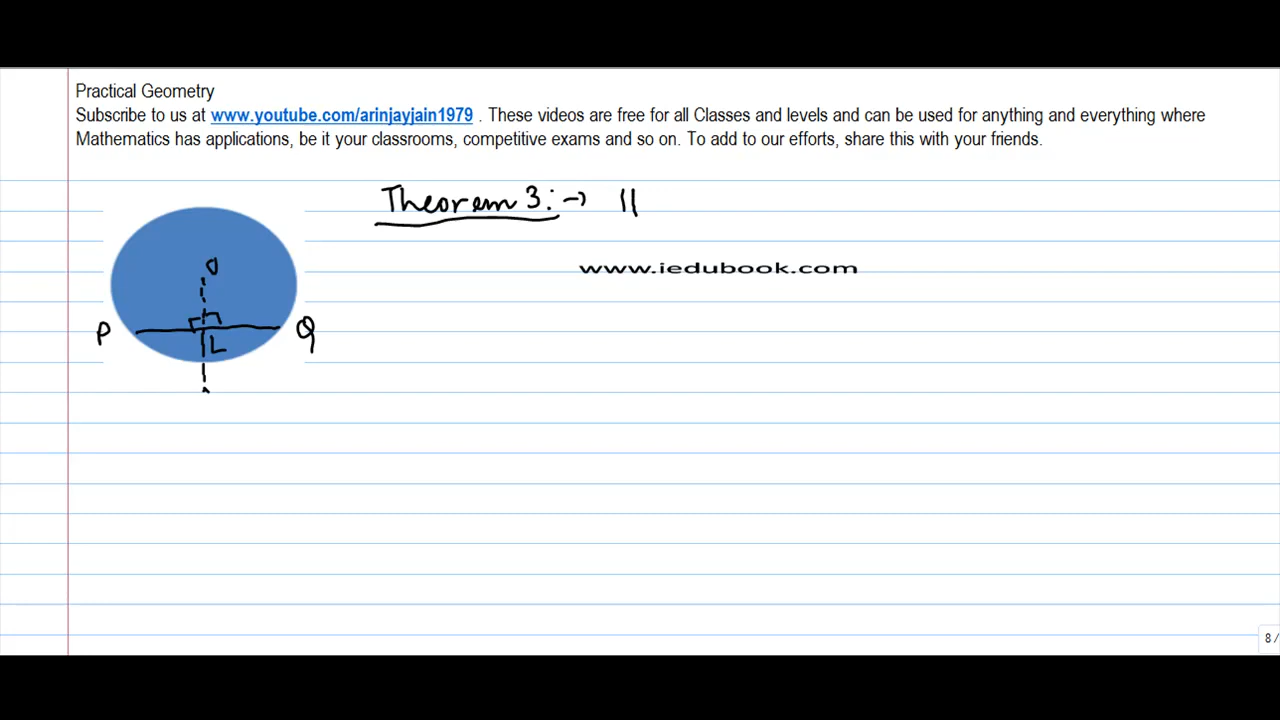 Practical Geometry
Subscribe to us at www.youtube.com/arinjayjain1979 . These videos are free for all Classes and levels and can be used for anything and everything where
Mathematics has applications, be it your classrooms, competitive exams and so on. To add to our efforts, share this with your friends.
Theorem 3:→ 11
www.iedubook.com
O
P
Q
L
8 /